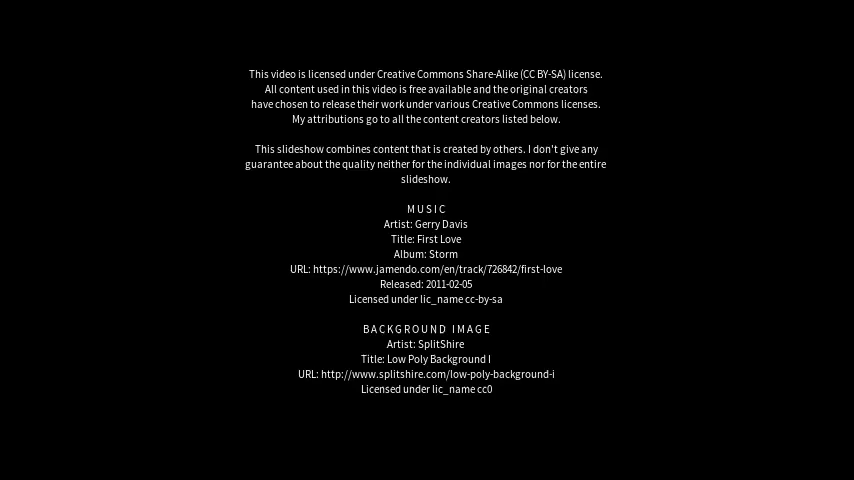 This video is licensed under Creative Commons Share-Alike (CC BY-SA) license.
All content used in this video is free available and the original creators
have chosen to release their work under various Creative Commons licenses.
My attributions go to all the content creators listed below.
This slideshow combines content that is created by others. I don't give any
guarantee about the quality neither for the individual images nor for the entire
slideshow.
MUSIC
Artist: Gerry Davis
Title: First Love
Album: Storm
URL: https://www.jamendo.com/en/track/726842/first-love
Released: 2011-02-05
Licensed under lic_name cc-by-sa
BACKGROUND IMAGE
Artist: SplitShire
Title: Low Poly Background I
URL: http://www.splitshire.com/low-poly-background-i
Licensed under lic_name cc0